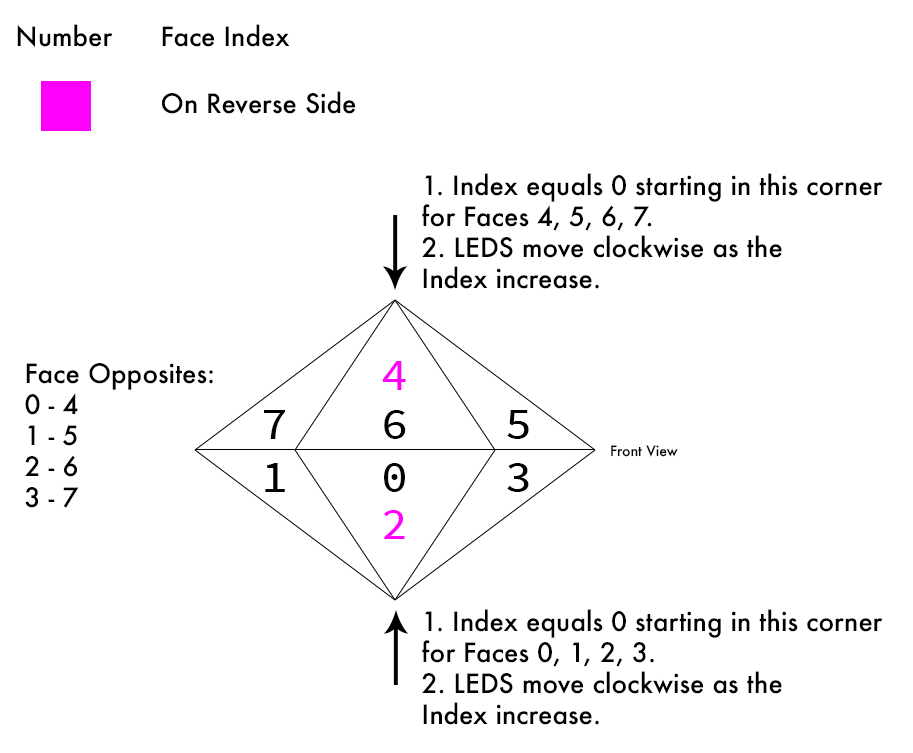 Number Face Index
On Reverse Side
1. Index equals 0 starting in this corner
for Faces 4, 5, 6, 7.
2. LEDS move clockwise as the
Index increase.
Face Opposites:
0 - 4
1 - 5
2 - 6
3 - 7
4
7 6 5
Front View
1 0 3
2
1. Index equals 0 starting in this corner
for Faces 0, 1, 2, 3.
2. LEDS move clockwise as the
Index increase.